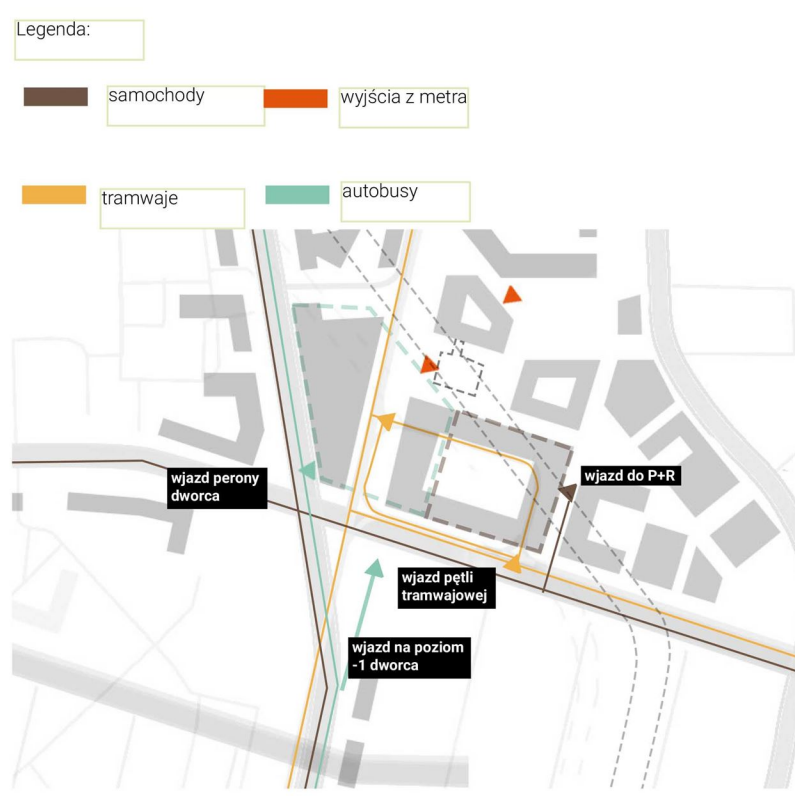 Legenda:
samochody
wyjścia z metra
tramwaje
autobusy
wjazd perony
dworca
wjazd do P+R
wjazd pętli
tramwajowej
wjazd na poziom
-1 dworca